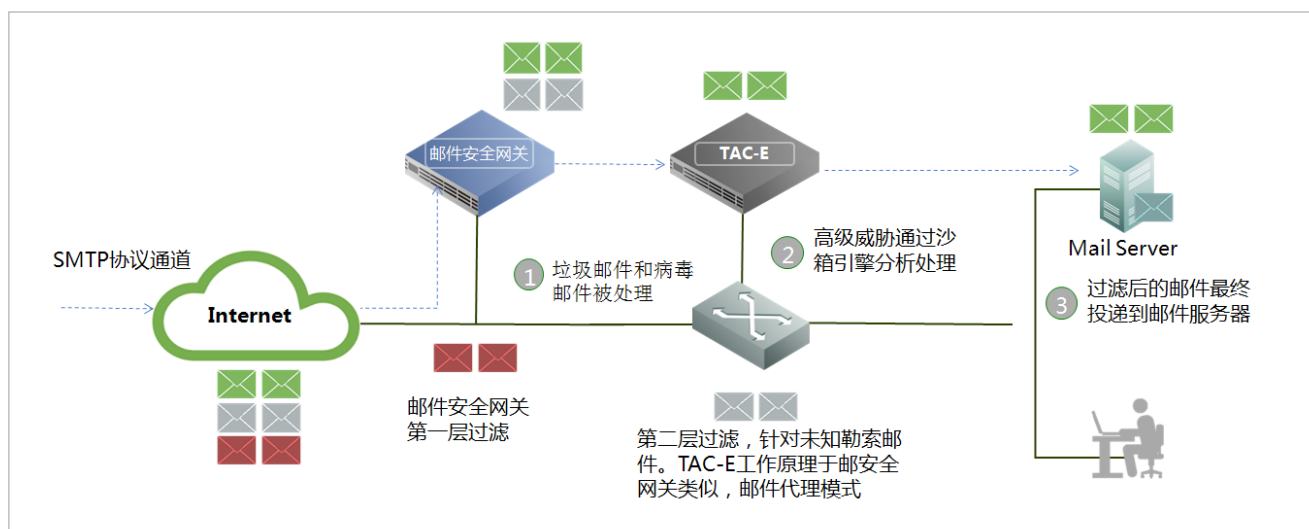 邮件安全网关
TAC-E
SMTP协议通道
Internet
1
垃圾邮件和病毒
邮件被处理
2
高级威胁通过沙
箱引擎分析处理
Mail Server
3
过滤后的邮件最终
投递到邮件服务器
邮件安全网关
第一层过滤
第二层过滤，针对未知勒索邮
件。TAC-E工作原理于邮安全
网关类似，邮件代理模式